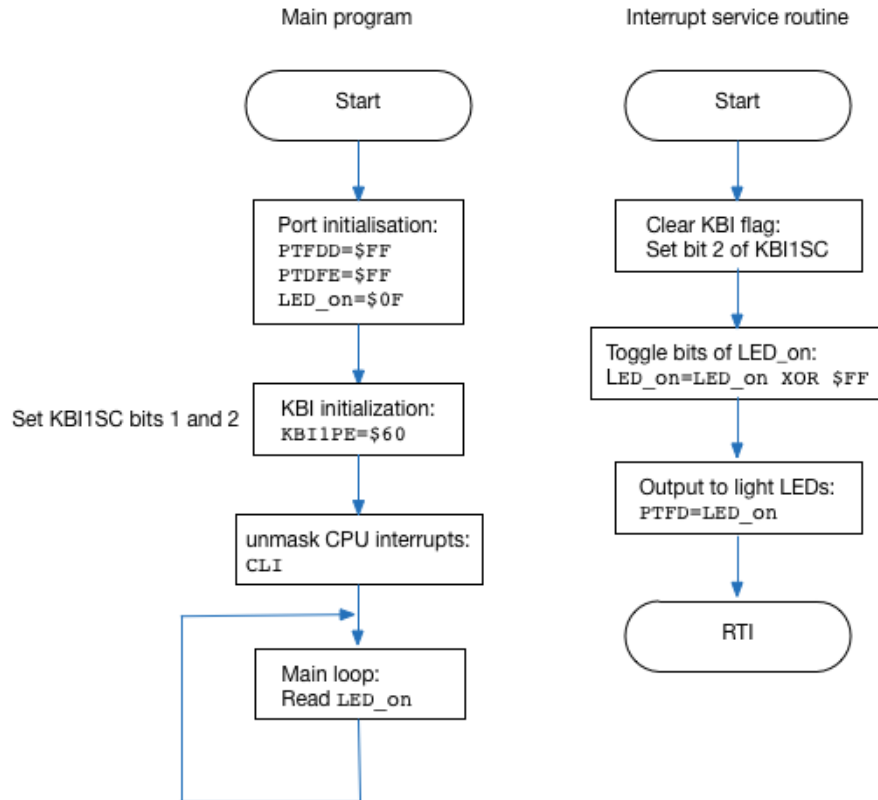 Main program
Start
Port initialisation:
PTFDD=$FF
PTDFE=$FF
LED_on=$0F
Set KBI1SC bits 1 and 2
KBI initialization:
KBI1PE=$60
unmask CPU interrupts:
CLI
Main loop:
Read LED_on
Interrupt service routine
Start
Clear KBI flag:
Set bit 2 of KBI1SC
Toggle bits of LED_on:
LED_on=LED_on XOR $FF
Output to light LEDs:
PTFD=LED_on
RTI